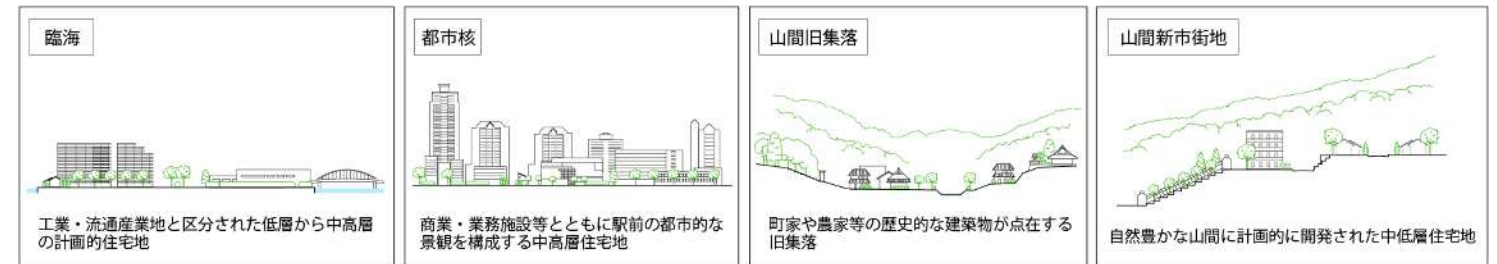 臨海
工業・流通産業地と区分された低層から中高層
の計画的住宅地
都市核
商業・業務施設等とともに駅前の都市的な
景観を構成する中高層住宅地
山間旧集落
町家や農家等の歴史的な建築物が点在する
旧集落
山間新市街地
自然豊かな山間に計画的に開発された中低層住宅地